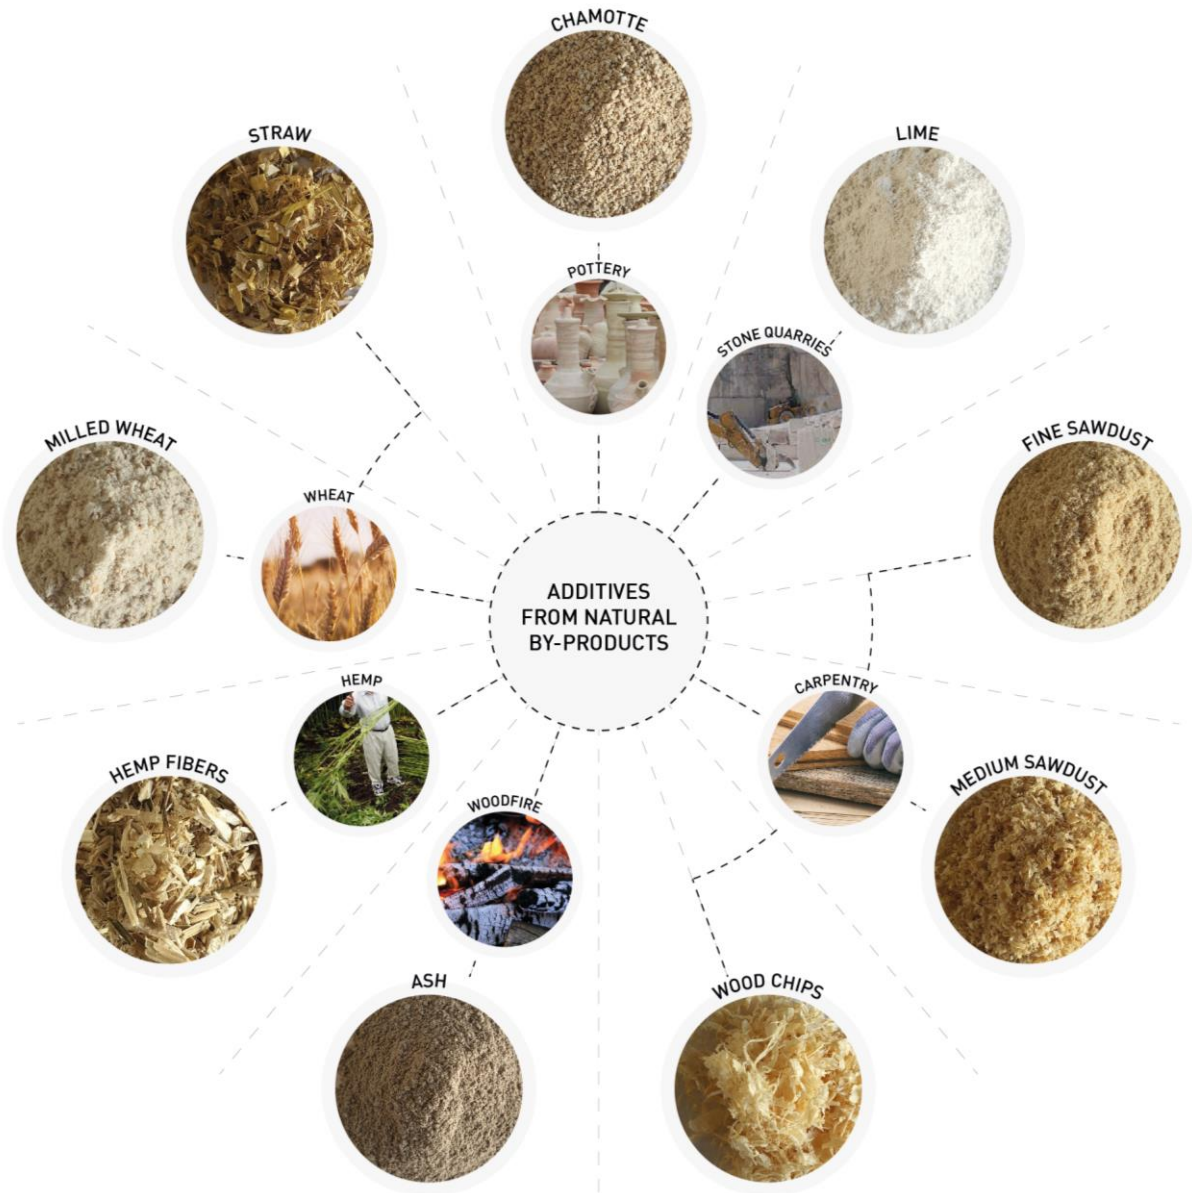 CHAMOTTE
STRAW
LIME
POTTERY
STONE QUARRIES
MILLED WHEAT
FINE SAWDUST
WHEAT
ADDITIVES
FROM NATURAL
BY-PRODUCTS
HEMP
CARPENTRY
HEMP FIBERS
MEDIUM SAWDUST
WOODFIRE
ASH
WOOD CHIPS